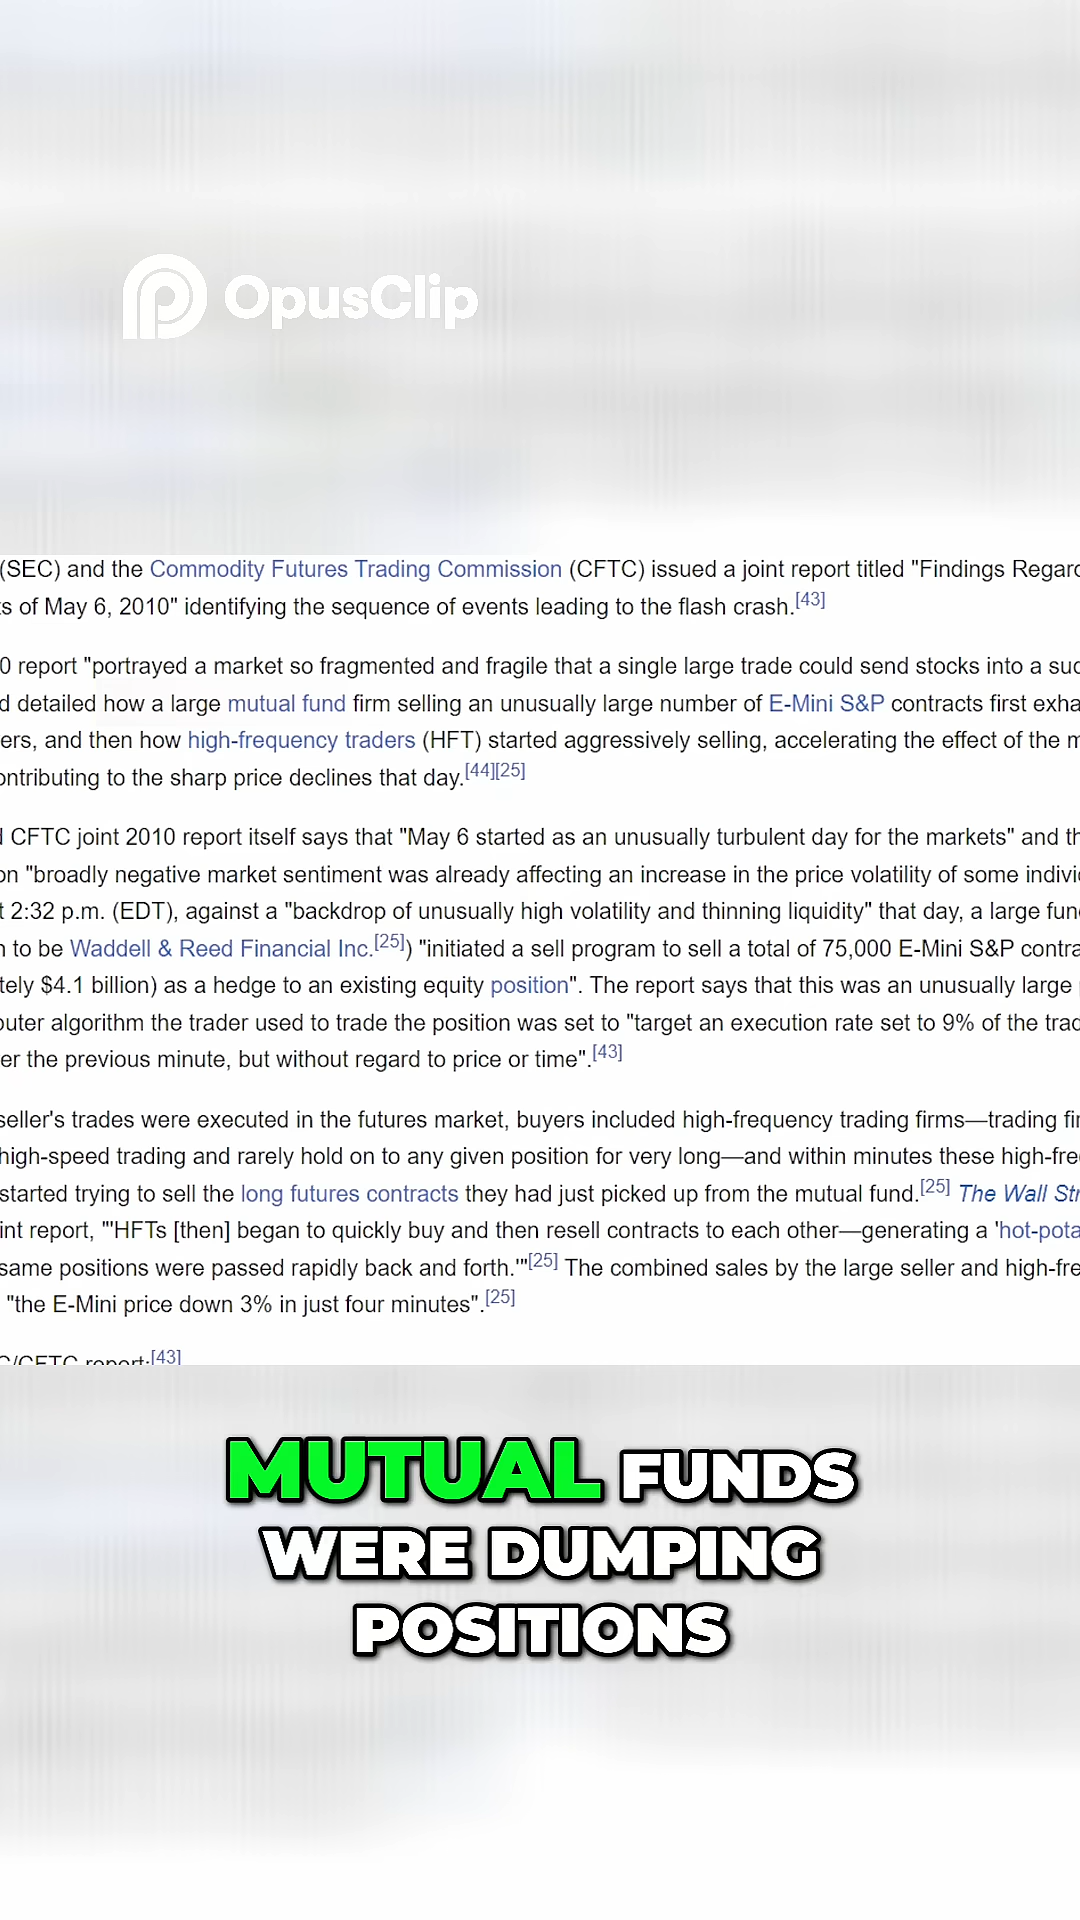 OpusClip
(SEC) and the Commodity Futures Trading Commission (CFTC) issued a joint report titled "Findings Regard
ts of May 6, 2010" identifying the sequence of events leading to the flash crash.[43]
0 report "portrayed a market so fragmented and fragile that a single large trade could send stocks into a sud
d detailed how a large mutual fund firm selling an unusually large number of E-Mini S&P contracts first exha
ers, and then how high-frequency traders (HFT) started aggressively selling, accelerating the effect of the m
ontributing to the sharp price declines that day.[44][25]
d CFTC joint 2010 report itself says that "May 6 started as an unusually turbulent day for the markets" and th
on "broadly negative market sentiment was already affecting an increase in the price volatility of some individ
t 2:32 p.m. (EDT), against a "backdrop of unusually high volatility and thinning liquidity" that day, a large fun
n to be Waddell & Reed Financial Inc.[25]) "initiated a sell program to sell a total of 75,000 E-Mini S&P contra
tely $4.1 billion) as a hedge to an existing equity position". The report says that this was an unusually large
outer algorithm the trader used to trade the position was set to "target an execution rate set to 9% of the trad
er the previous minute, but without regard to price or time".[43]
seller's trades were executed in the futures market, buyers included high-frequency trading firms—trading fir
high-speed trading and rarely hold on to any given position for very long—and within minutes these high-fre
started trying to sell the long futures contracts they had just picked up from the mutual fund.[25] The Wall Str
int report, "'HFTs [then] began to quickly buy and then resell contracts to each other—generating a 'hot-pota
same positions were passed rapidly back and forth.'"[25] The combined sales by the large seller and high-fre
"the E-Mini price down 3% in just four minutes".[25]
C/CFTC report:[43]
MUTUAL FUNDS
WERE DUMPING
POSITIONS